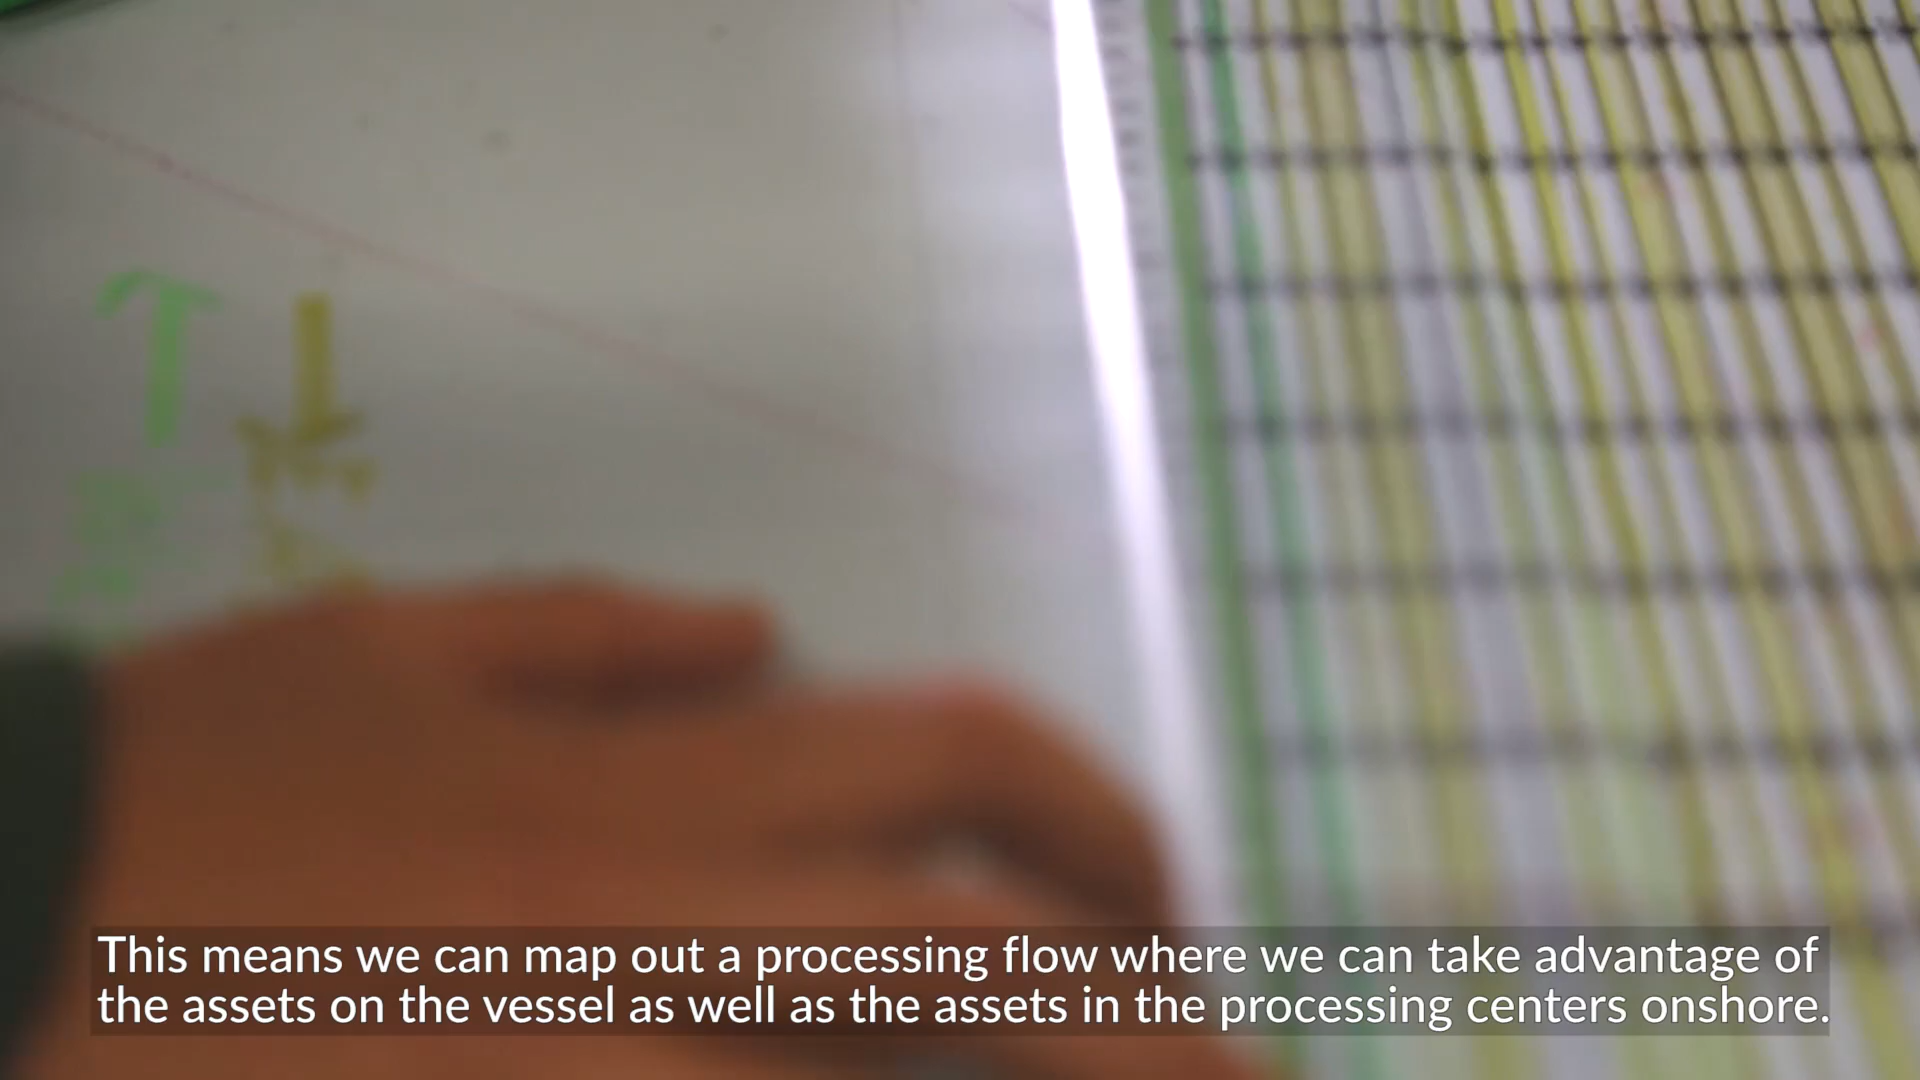 This means we can map out a processing flow where we can take advantage of
the assets on the vessel as well as the assets in the processing centers onshore.